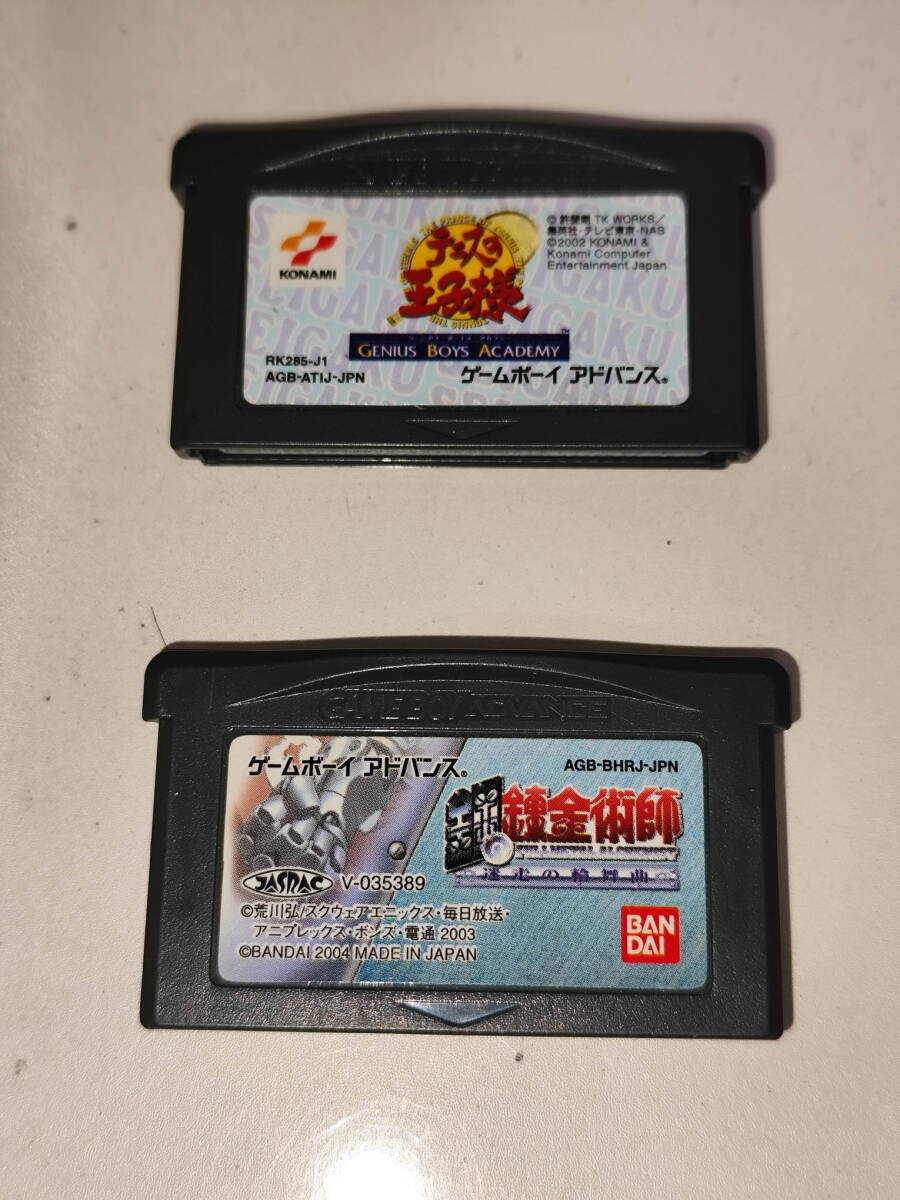 KONAMI
テニスの
王子様
GENIUS BOYS ACADEMY™
© 許斐剛 TK WORKS/
集英社・テレビ東京・NAS
©2002 KONAMI &
Konami Computer
Entertainment Japan
RK285-J1
AGB-ATIJ-JPN
ゲームボーイ アドバンス®
GAME BOY ADVANCE
ゲームボーイ アドバンス®
AGB-BHRJ-JPN
鋼の錬金術師
FULLMETAL ALCHEMIST
迷走の輪舞曲
JASRAC V-035389
©荒川弘/スクウェアエニックス・毎日放送・
アニプレックス・ボンズ・電通 2003
©BANDAI 2004 MADE IN JAPAN
BAN
DAI